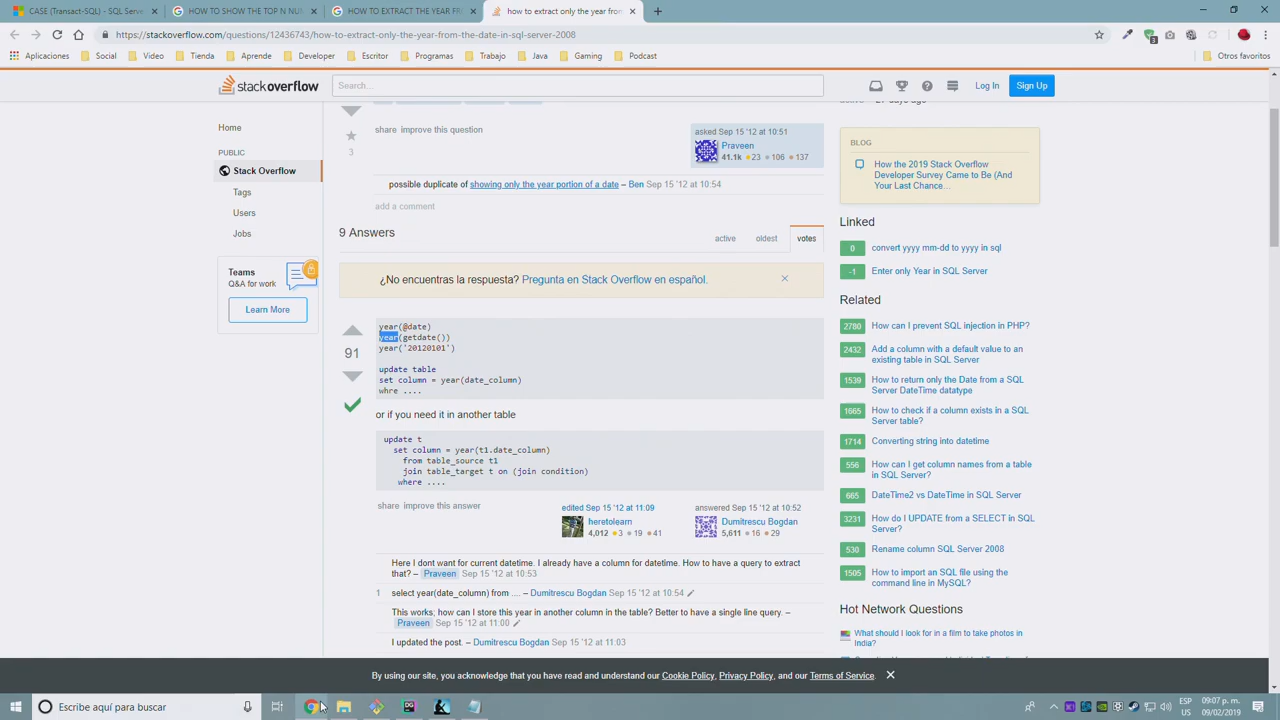 CASE (Transact-SQL) - SQL Server
HOW TO SHOW TOP N NU
HOW TO EXTRACT THE YEAR FR
how to extract only the year from
https://stackoverflow.com/questions/12436743/how-to-extract-only-the-year-from-date-in-sql-server-2008
3
Aplicaciones
Social
Video
Tienda
Aprende
Developer
Escritor
Programas
Trabajo
Java
Gaming
Podcast
Otros favoritos
stackoverflow
Search...
Log In
Sign Up
Home
PUBLIC
Stack Overflow
Tags
Users
Jobs
Teams
Q&A for work
Learn More
3
share improve this question
asked Sep 15 '12 at 10:51
Praveen
41.1k 23 106 137
possible duplicate of showing only the year portion of a date – Ben Sep 15 '12 at 10:54
add a comment
9 Answers
active
oldest
votes
¿No encuentras la respuesta? Pregunta en Stack Overflow en español.
91
year(@date)
year(getdate())
year('20120101')
update table
set column = year(date_column)
whre ....
or if you need it in another table
update t
set column = year(t1.date_column)
from table_source t1
join table_target t on (join condition)
where ....
share improve this answer
edited Sep 15 '12 at 11:09
heretolearn
4,012 3 19 41
answered Sep 15 '12 at 10:52
Dumitrescu Bogdan
5,611 16 29
Here I dont want for current datetime. I already have a column for datetime. How to have a query to extract
that? – Praveen Sep 15 '12 at 10:53
1 select year(date_column) from .... – Dumitrescu Bogdan Sep 15 '12 at 10:54
This works; how can I store this year in another column in the table? Better to have a single line query. –
Praveen Sep 15 '12 at 11:00
I updated the post. – Dumitrescu Bogdan Sep 15 '12 at 11:03
27 days ago
BLOG
How the 2019 Stack Overflow
Developer Survey Came to Be (And
Your Last Chance...
Linked
0 convert yyyy mm-dd to yyyy in sql
-1 Enter only Year in SQL Server
Related
2780 How can I prevent SQL injection in PHP?
2432 Add a column with a default value to an
existing table in SQL Server
1539 How to return only the Date from a SQL
Server DateTime datatype
1665 How to check if a column exists in a SQL
Server table?
1714 Converting string into datetime
556 How can I get column names from a table
in SQL Server?
665 DateTime2 vs DateTime in SQL Server
3231 How do I UPDATE from a SELECT in SQL
Server?
530 Rename column SQL Server 2008
1505 How to import an SQL file using the
command line in MySQL?
Hot Network Questions
What should I look for in a film to take photos in
India?
By using our site, you acknowledge that you have read and understand our Cookie Policy, Privacy Policy, and our Terms of Service.
Escribe aquí para buscar
ESP
US
09:07 p. m.
09/02/2019